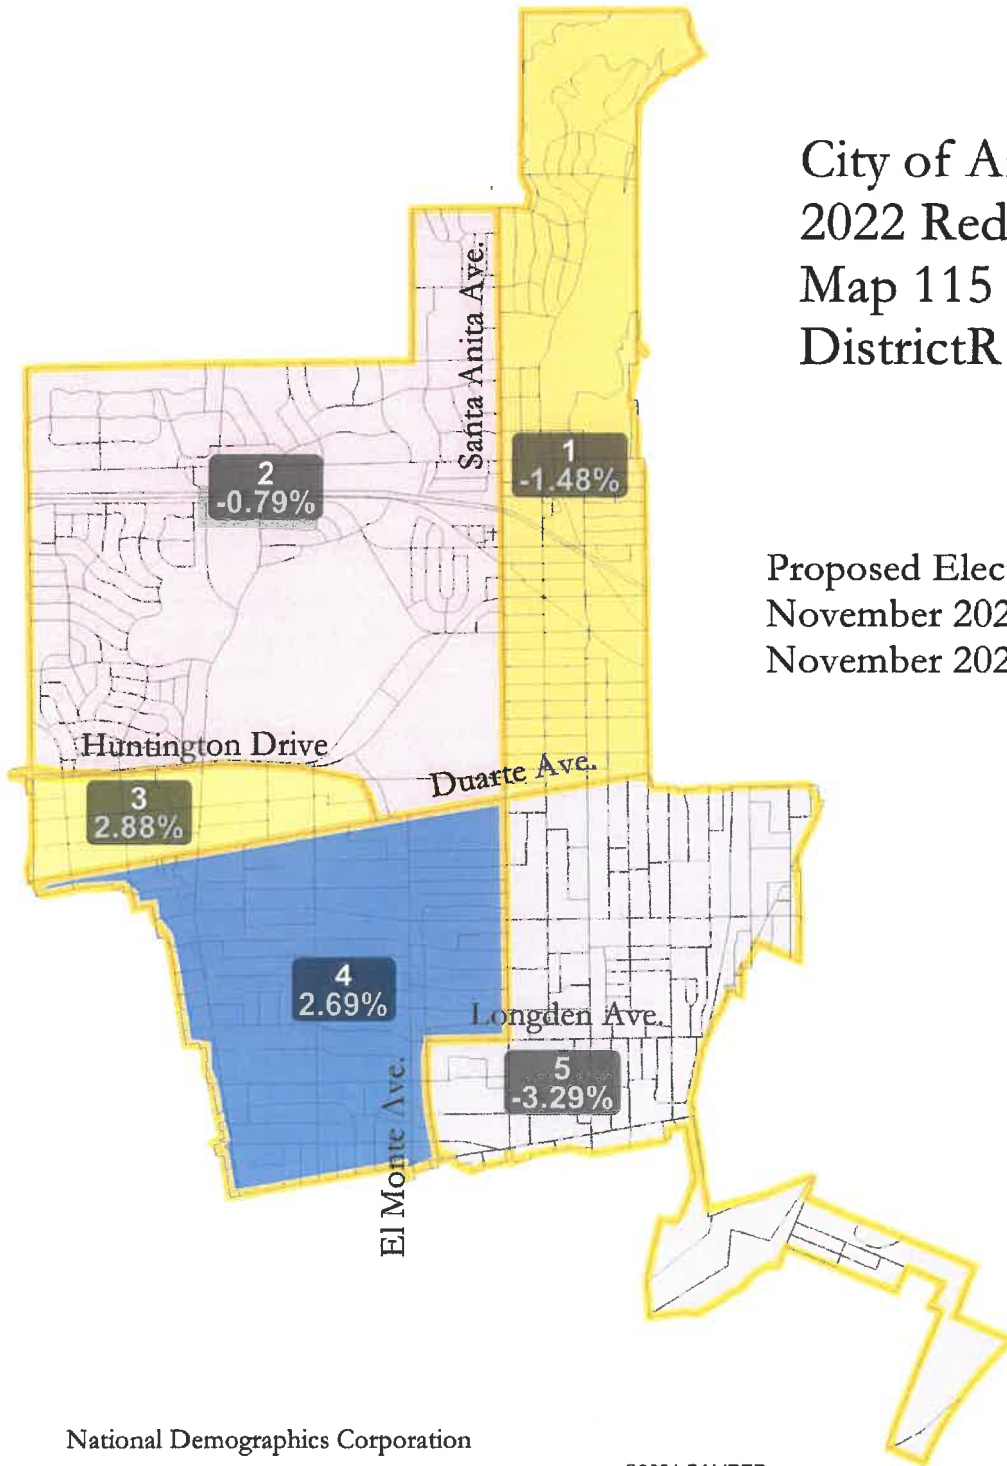 City of A
2022 Red
Map 115
DistrictR
Santa Anita Ave.
1
-1.48%
2
-0.79%
Proposed Elec
November 202
November 202
Huntington Drive
Duarte Ave.
3
2.88%
4
2.69%
Longden Ave.
5
-3.29%
El Monte Ave.
National Demographics Corporation